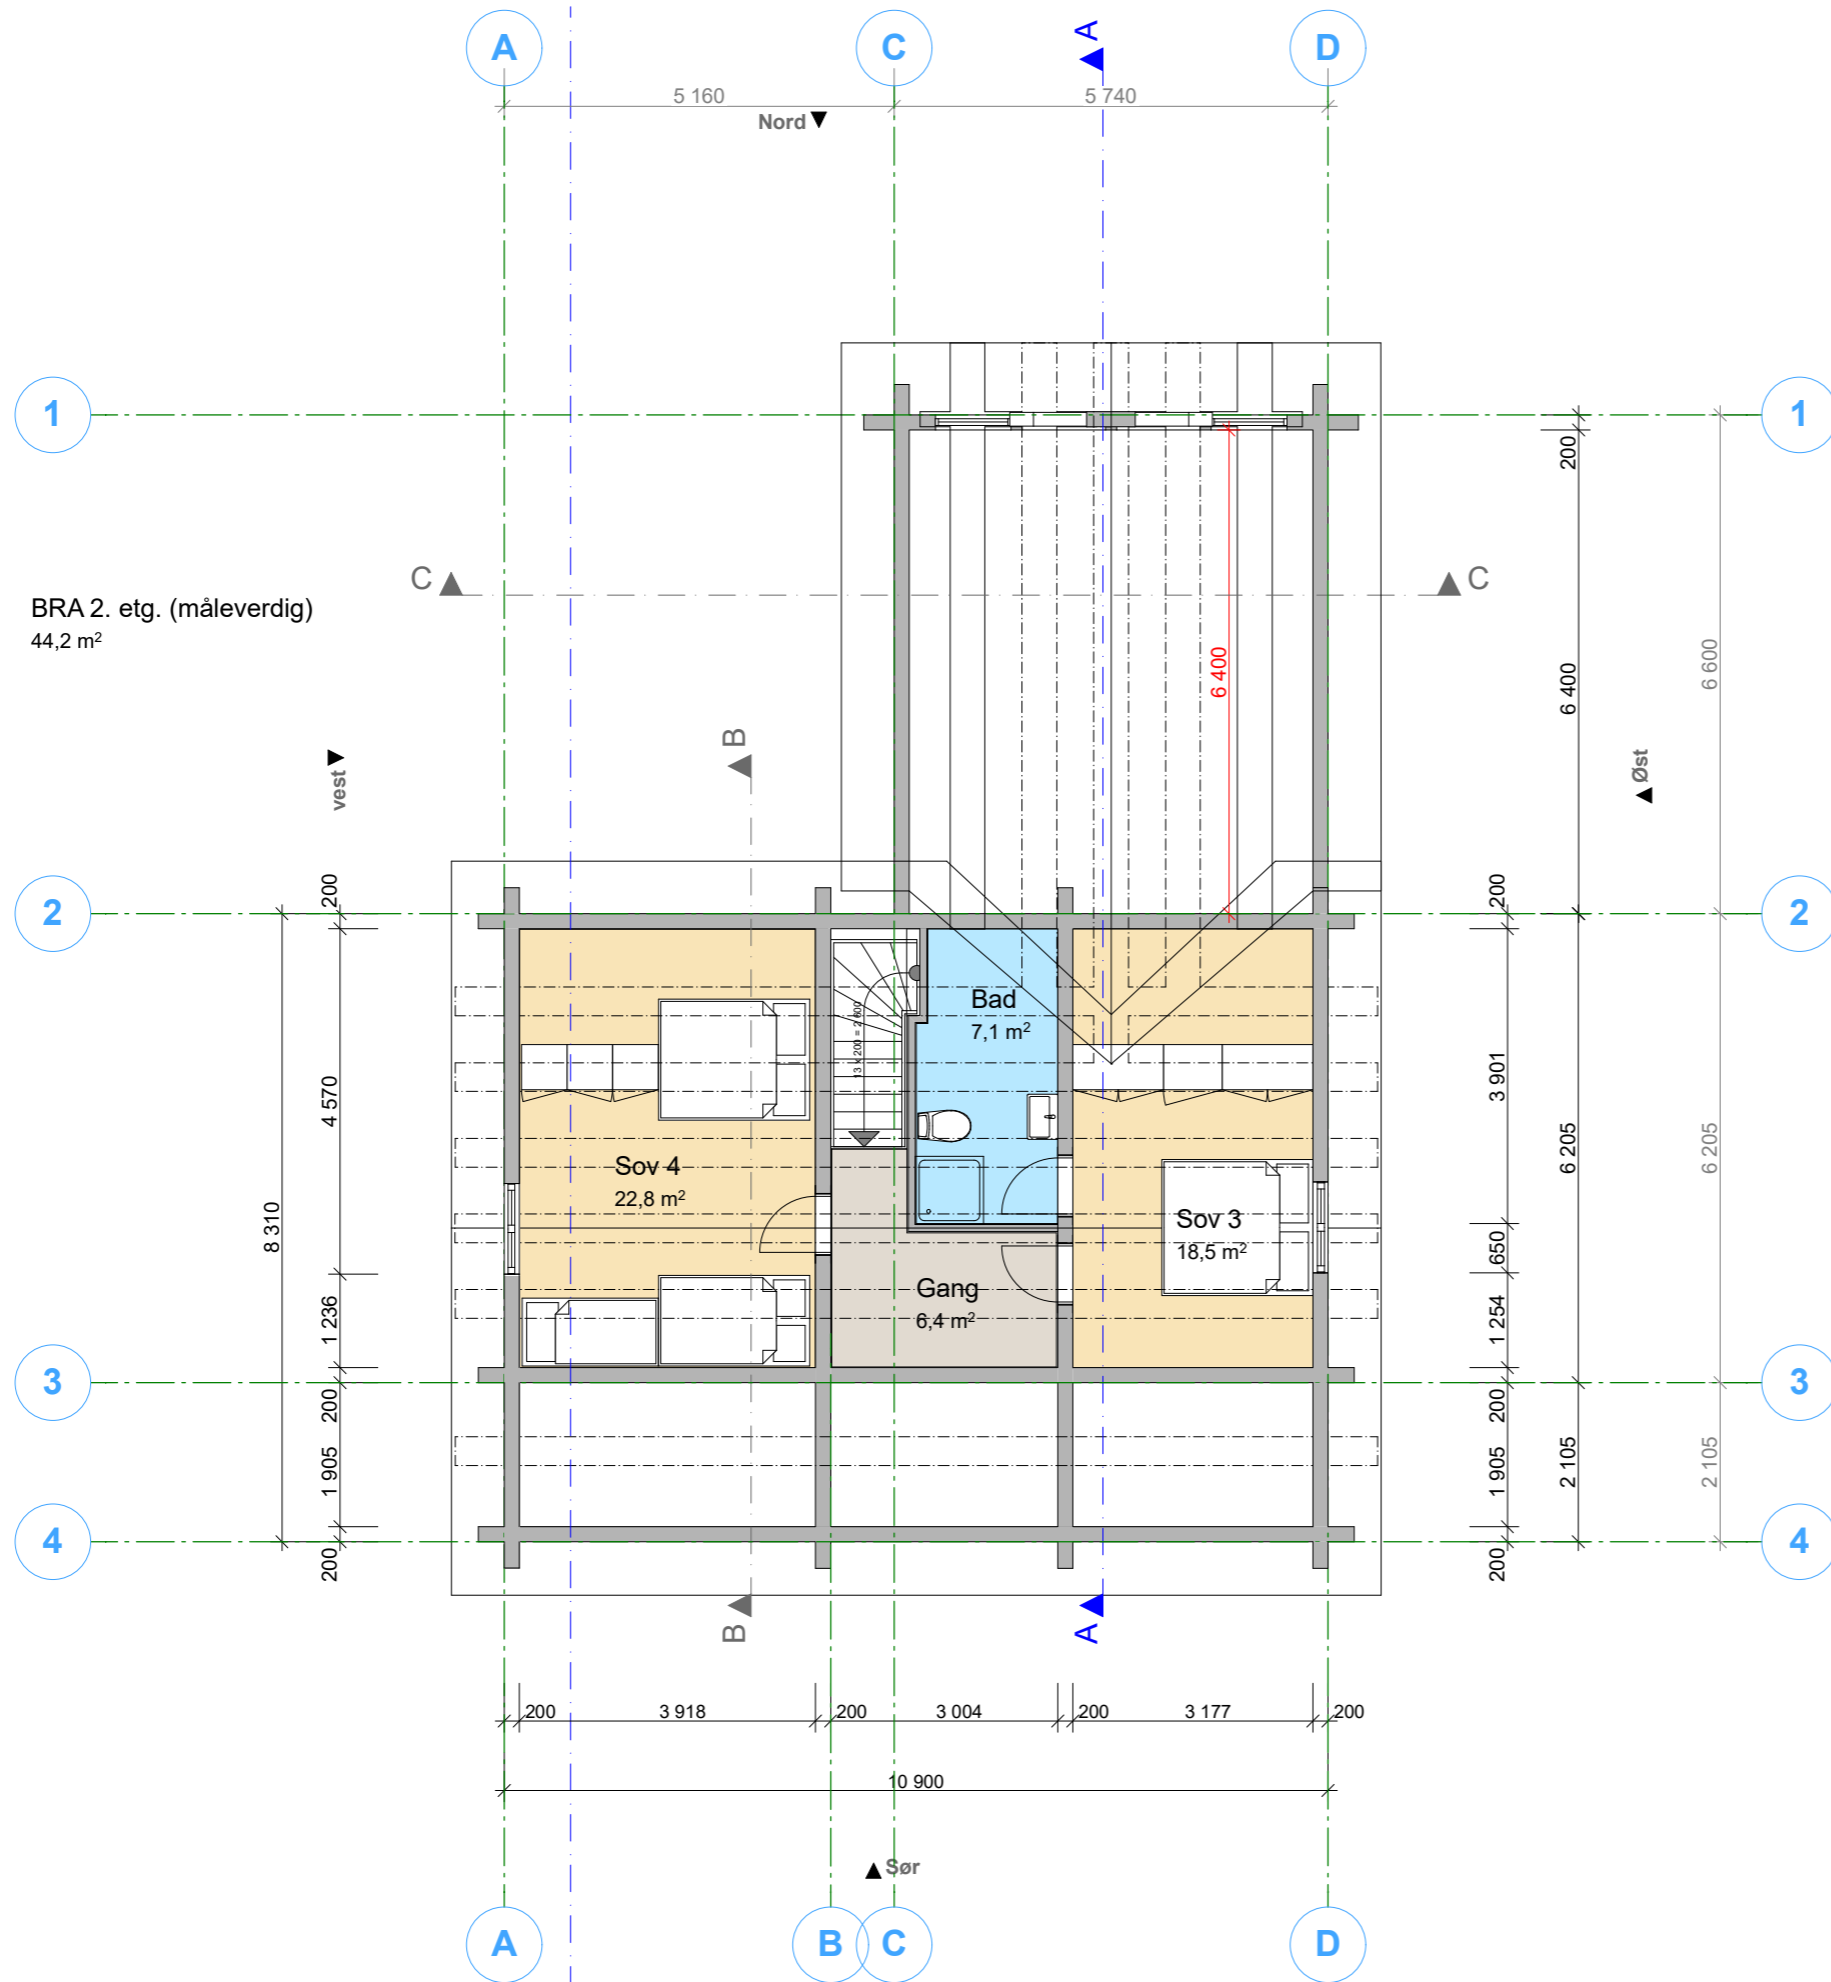 A
C
A
D
5 160
5 740
Nord
1
1
200
C
C
BRA 2. etg. (måleverdig)
44,2 m²
6 400
6 400
6 600
B
vest
Øst
200
200
2
2
Bad
7,1 m²
13 x 200 = 2 600
4 570
3 901
Sov 4
22,8 m²
6 205
6 205
Sov 3
18,5 m²
8 310
650
Gang
6,4 m²
1 236
1 254
3
3
200
200
1 905
1 905
2 105
2 105
4
4
200
200
B
A
200
3 918
200
3 004
200
3 177
200
10 900
Sør
A
B
C
D